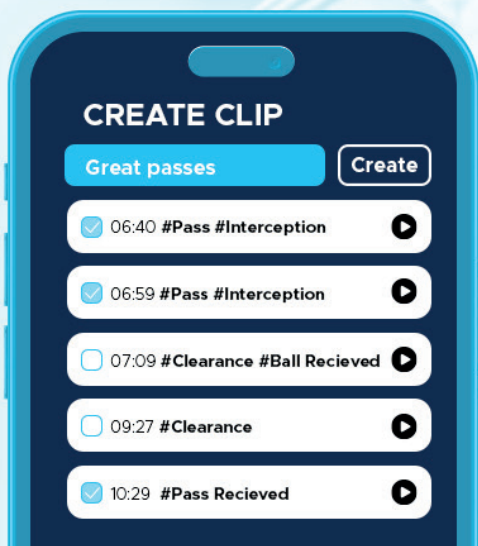 CREATE CLIP
Great passes
Create
06:40 #Pass #Interception
06:59 #Pass #Interception
07:09 #Clearance #Ball Recieved
09:27 #Clearance
10:29 #Pass Recieved